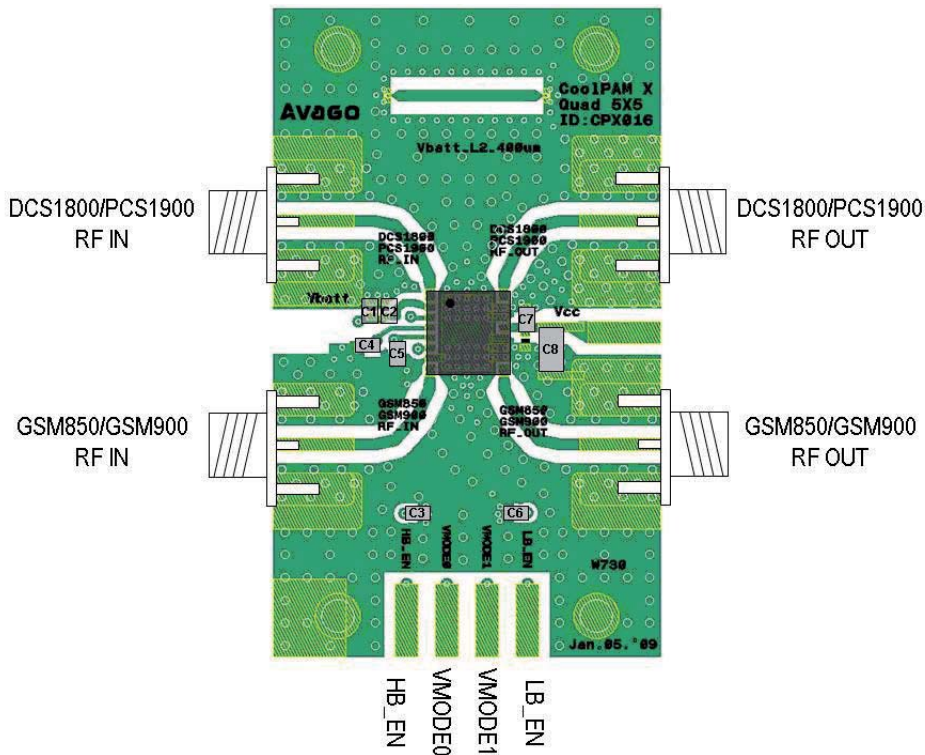 Avago
CoolPAM X
Quad 5X5
ID:CPX016
Vbatt_L2_400um
DCS1800/PCS1900
RF IN
DCS1800/PCS1900
RF OUT
DCS1800
PCS1900
RF_IN
DCS1800
PCS1900
RF_OUT
Vbatt
C1
C2
C7
Vcc
C4
C5
C8
GSM850/GSM900
RF IN
GSM850/GSM900
RF OUT
GSM850
GSM900
RF_IN
GSM850
GSM900
RF_OUT
C3
C6
HB_EN
VMODE0
VMODE1
LB_EN
W730
Jan.05.'09
HB_EN
VMODE0
VMODE1
LB_EN